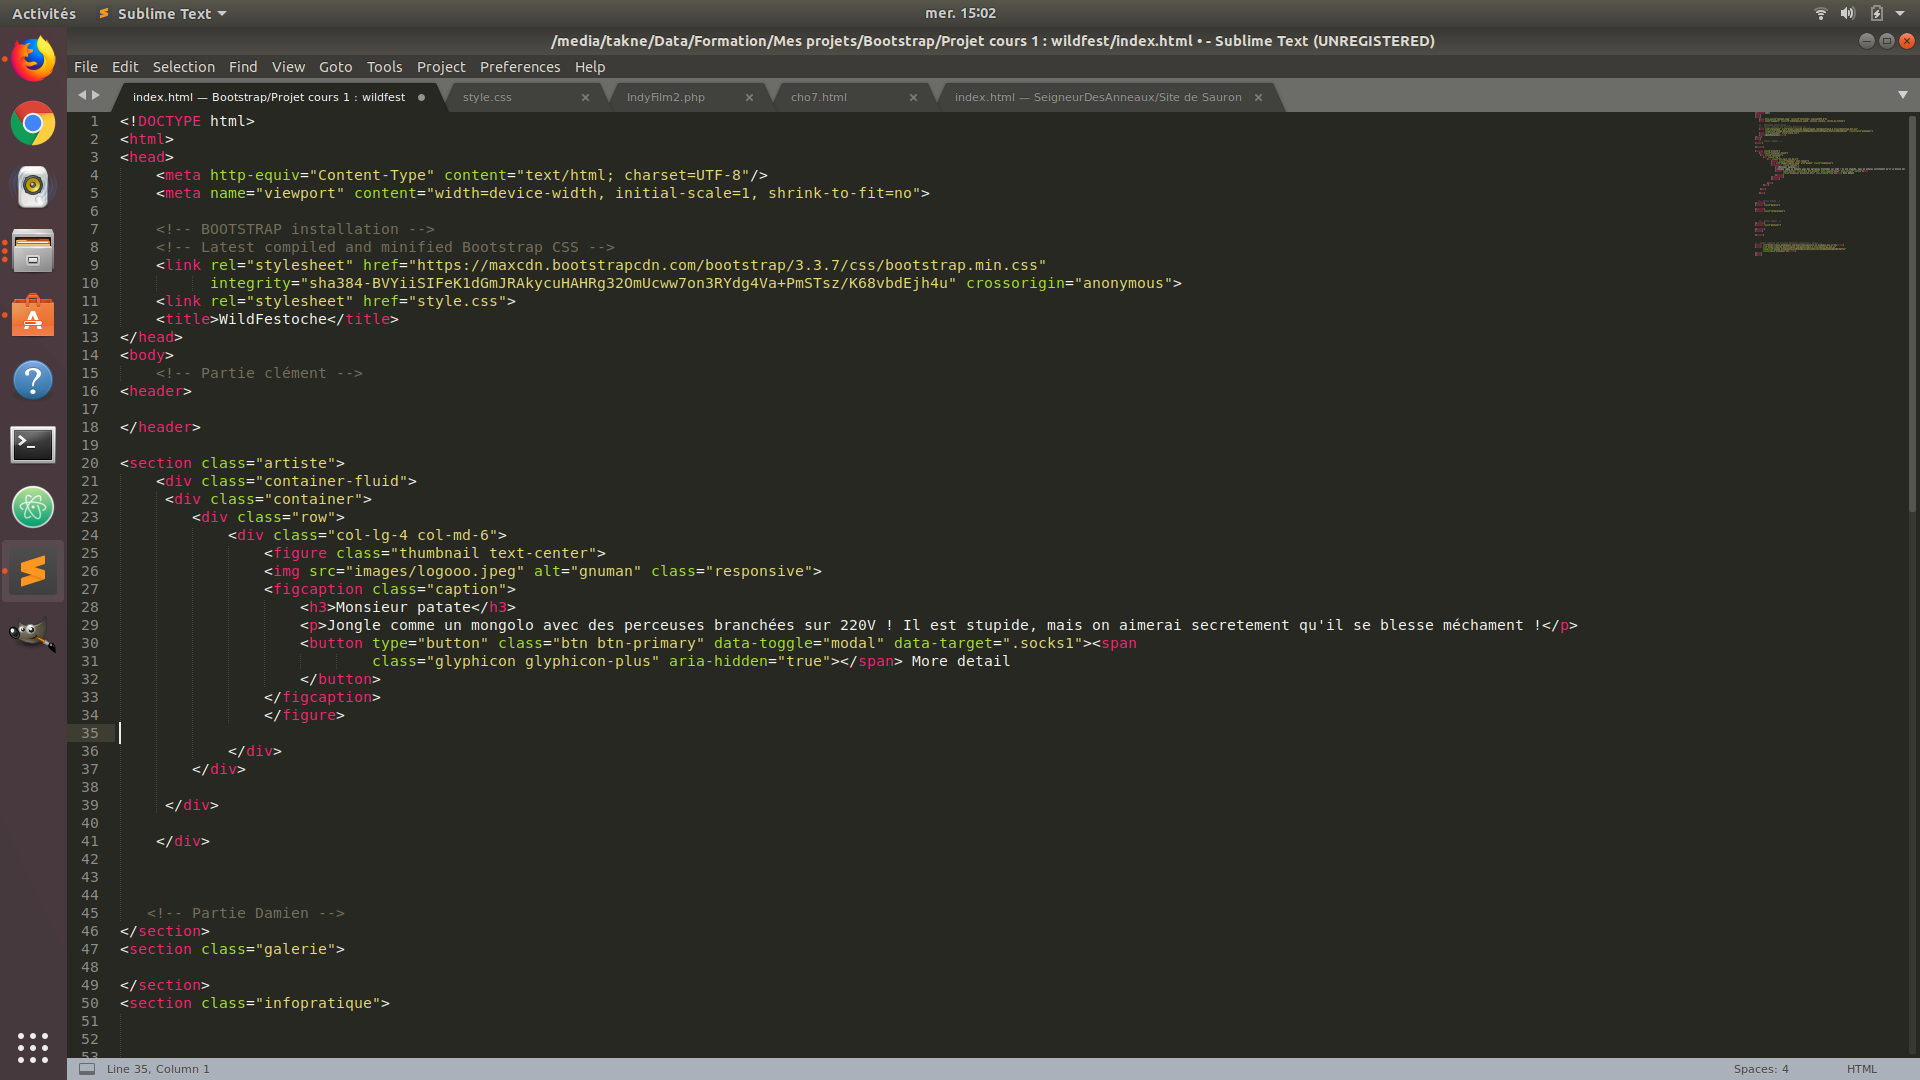 Activités Sublime Text mer. 15:02
/media/takne/Data/Formation/Mes projets/Bootstrap/Projet cours 1 : wildfest/index.html • - Sublime Text (UNREGISTERED)
File Edit Selection Find View Goto Tools Project Preferences Help
index.html — Bootstrap/Projet cours 1 : wildfest style.css × IndyFilm2.php × cho7.html × index.html — SeigneurDesAnneaux/Site de Sauron ×
1 <!DOCTYPE html>
2 <html>
3 <head>
4 <meta http-equiv="Content-Type" content="text/html; charset=UTF-8"/>
5 <meta name="viewport" content="width=device-width, initial-scale=1, shrink-to-fit=no">
6
7 <!-- BOOTSTRAP installation -->
8 <!-- Latest compiled and minified Bootstrap CSS -->
9 <link rel="stylesheet" href="https://maxcdn.bootstrapcdn.com/bootstrap/3.3.7/css/bootstrap.min.css"
10 integrity="sha384-BVYiiSIFeK1dGmJRAkycuHAHRg32OmUcww7on3RYdg4Va+PmSTsz/K68vbdEjh4u" crossorigin="anonymous">
11 <link rel="stylesheet" href="style.css">
12 <title>WildFestoche</title>
13 </head>
14 <body>
15 <!-- Partie clément -->
16 <header>
17
18 </header>
19
20 <section class="artiste">
21 <div class="container-fluid">
22 <div class="container">
23 <div class="row">
24 <div class="col-lg-4 col-md-6">
25 <figure class="thumbnail text-center">
26 <img src="images/logooo.jpeg" alt="gnuman" class="responsive">
27 <figcaption class="caption">
28 <h3>Monsieur patate</h3>
29 <p>Jongle comme un mongolo avec des perceuses branchées sur 220V ! Il est stupide, mais on aimerai secretement qu'il se blesse méchament !</p>
30 <button type="button" class="btn btn-primary" data-toggle="modal" data-target=".socks1"><span
31 class="glyphicon glyphicon-plus" aria-hidden="true"></span> More detail
32 </button>
33 </figcaption>
34 </figure>
35
36 </div>
37 </div>
38
39 </div>
40
41 </div>
42
43
44
45 <!-- Partie Damien -->
46 </section>
47 <section class="galerie">
48
49 </section>
50 <section class="infopratique">
51
52
53
Line 35, Column 1 Spaces: 4 HTML